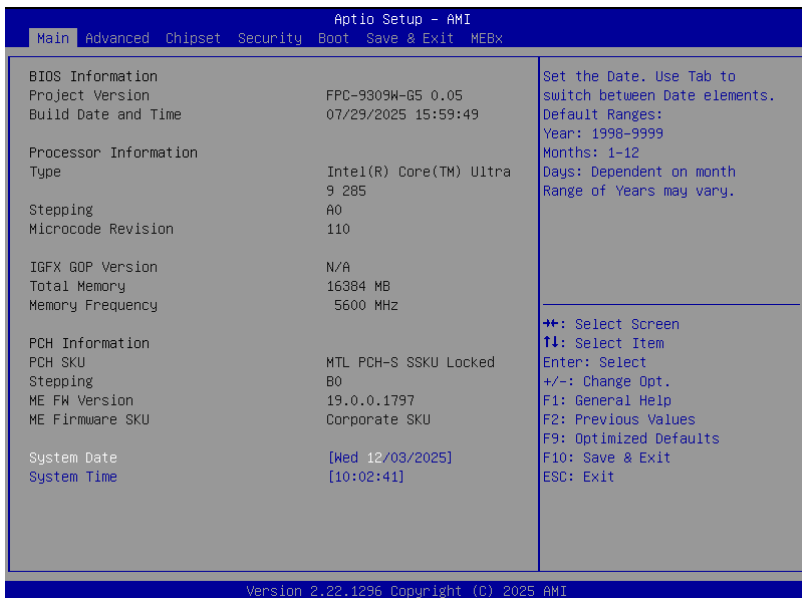 Aptio Setup - AMI
Main Advanced Chipset Security Boot Save & Exit MEBx
BIOS Information
Project Version FPC-9309W-G5 0.05
Build Date and Time 07/29/2025 15:59:49
Processor Information
Type Intel(R) Core(TM) Ultra
9 285
Stepping A0
Microcode Revision 110
IGFX GOP Version N/A
Total Memory 16384 MB
Memory Frequency 5600 MHz
PCH Information
PCH SKU MTL PCH-S SSKU Locked
Stepping B0
ME FW Version 19.0.0.1797
ME Firmware SKU Corporate SKU
System Date [Wed 12/03/2025]
System Time [10:02:41]
Set the Date. Use Tab to
switch between Date elements.
Default Ranges:
Year: 1998-9999
Months: 1-12
Days: Dependent on month
Range of Years may vary.
→←: Select Screen
↑↓: Select Item
Enter: Select
+/-: Change Opt.
F1: General Help
F2: Previous Values
F9: Optimized Defaults
F10: Save & Exit
ESC: Exit
Version 2.22.1296 Copyright (C) 2025 AMI